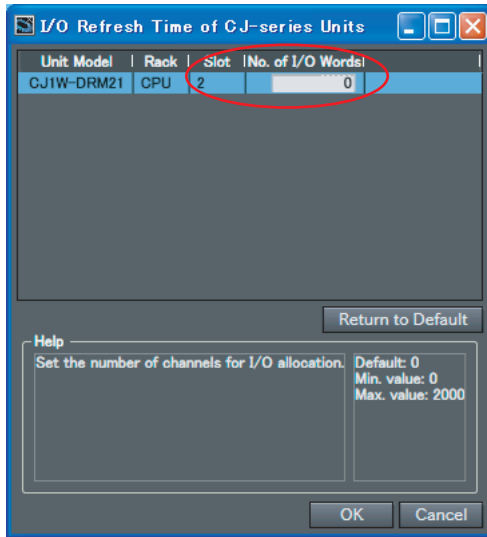 I/O Refresh Time of CJ-series Units
Unit Model Rack Slot No. of I/O Words
CJ1W-DRM21 CPU 2 0
Return to Default
Help
Set the number of channels for I/O allocation.
Default: 0
Min. value: 0
Max. value: 2000
OK Cancel